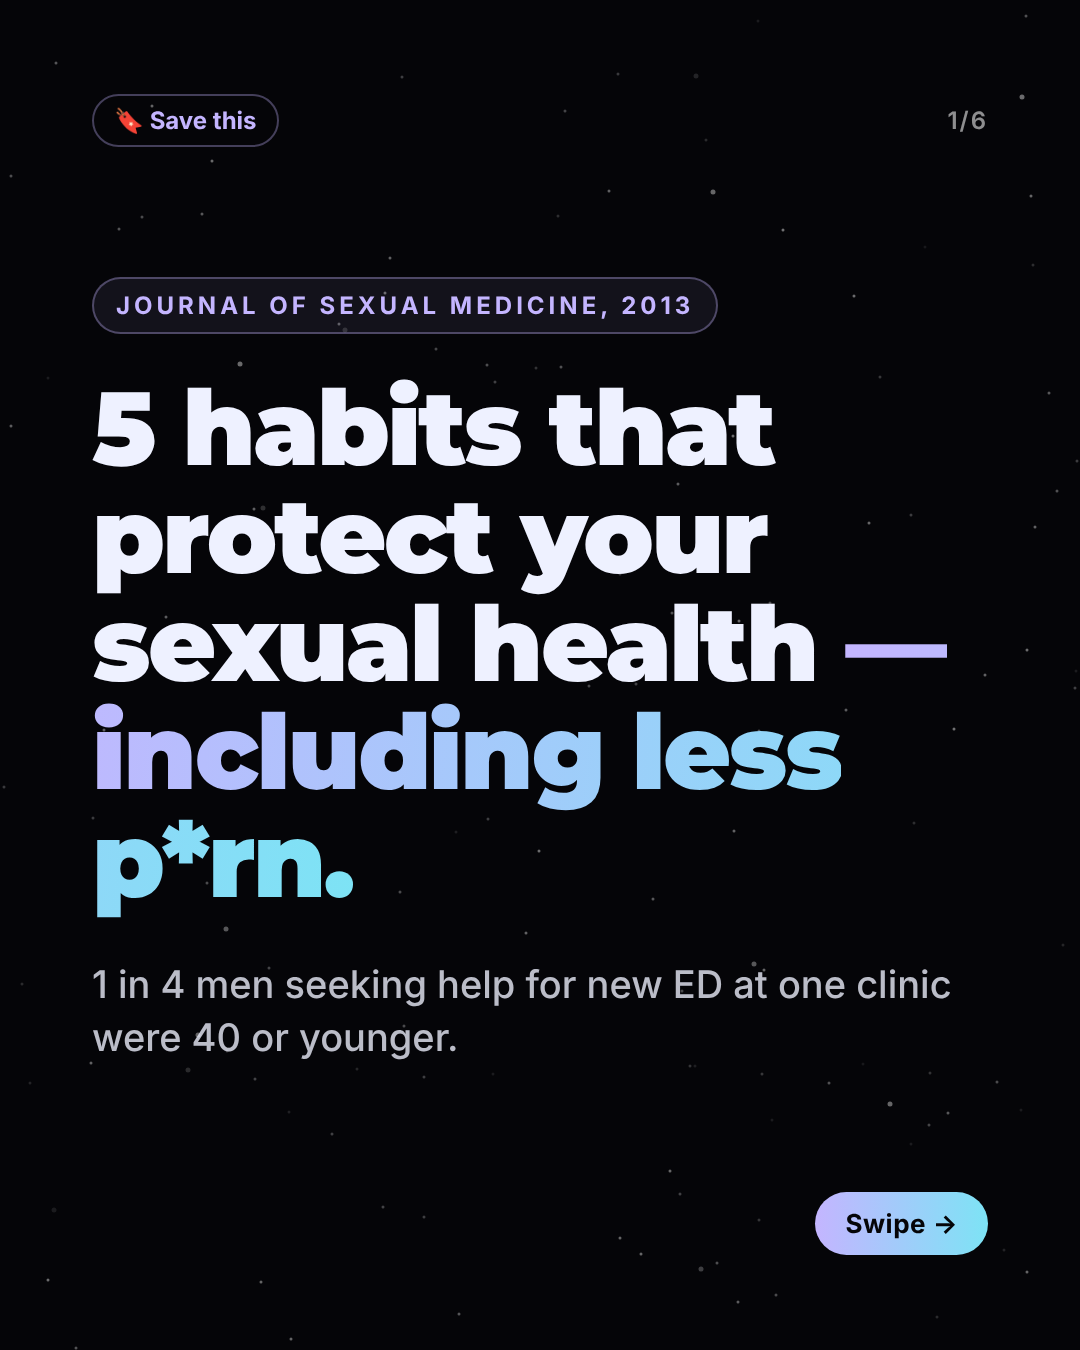 🔖 Save this
1/6
JOURNAL OF SEXUAL MEDICINE, 2013
5 habits that
protect your
sexual health —
including less
p*rn.
1 in 4 men seeking help for new ED at one clinic
were 40 or younger.
Swipe →